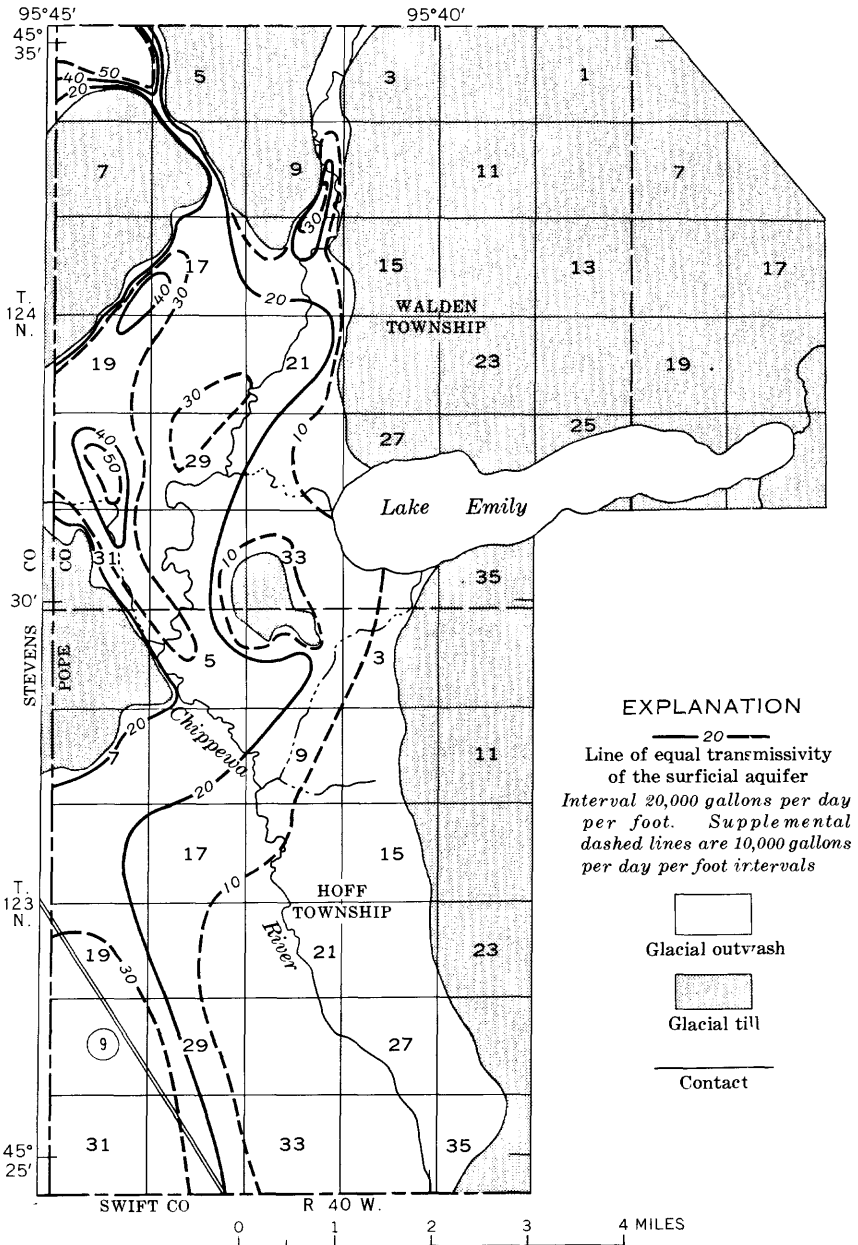 95°45′
95°40′
45°
35′
50
40
20
5
3
1
7
9
11
7
30
17
15
13
17
40
30
20
T.
124
N.
WALDEN
TOWNSHIP
19
21
23
19
30
10
40
50
29
27
25
Lake Emily
CO
CO
31
10
33
35
30′
STEVENS
POPE
5
3
20
7
Chippewa
9
11
20
17
15
10
T.
123
N.
HOFF
TOWNSHIP
River
19
30
21
23
9
29
27
45°
25′
31
33
35
SWIFT CO
R 40 W.
0 1 2 3 4 MILES
EXPLANATION
20
Line of equal transmissivity
of the surficial aquifer
Interval 20,000 gallons per day
per foot. Supplemental
dashed lines are 10,000 gallons
per day per foot intervals
Glacial outwash
Glacial till
Contact